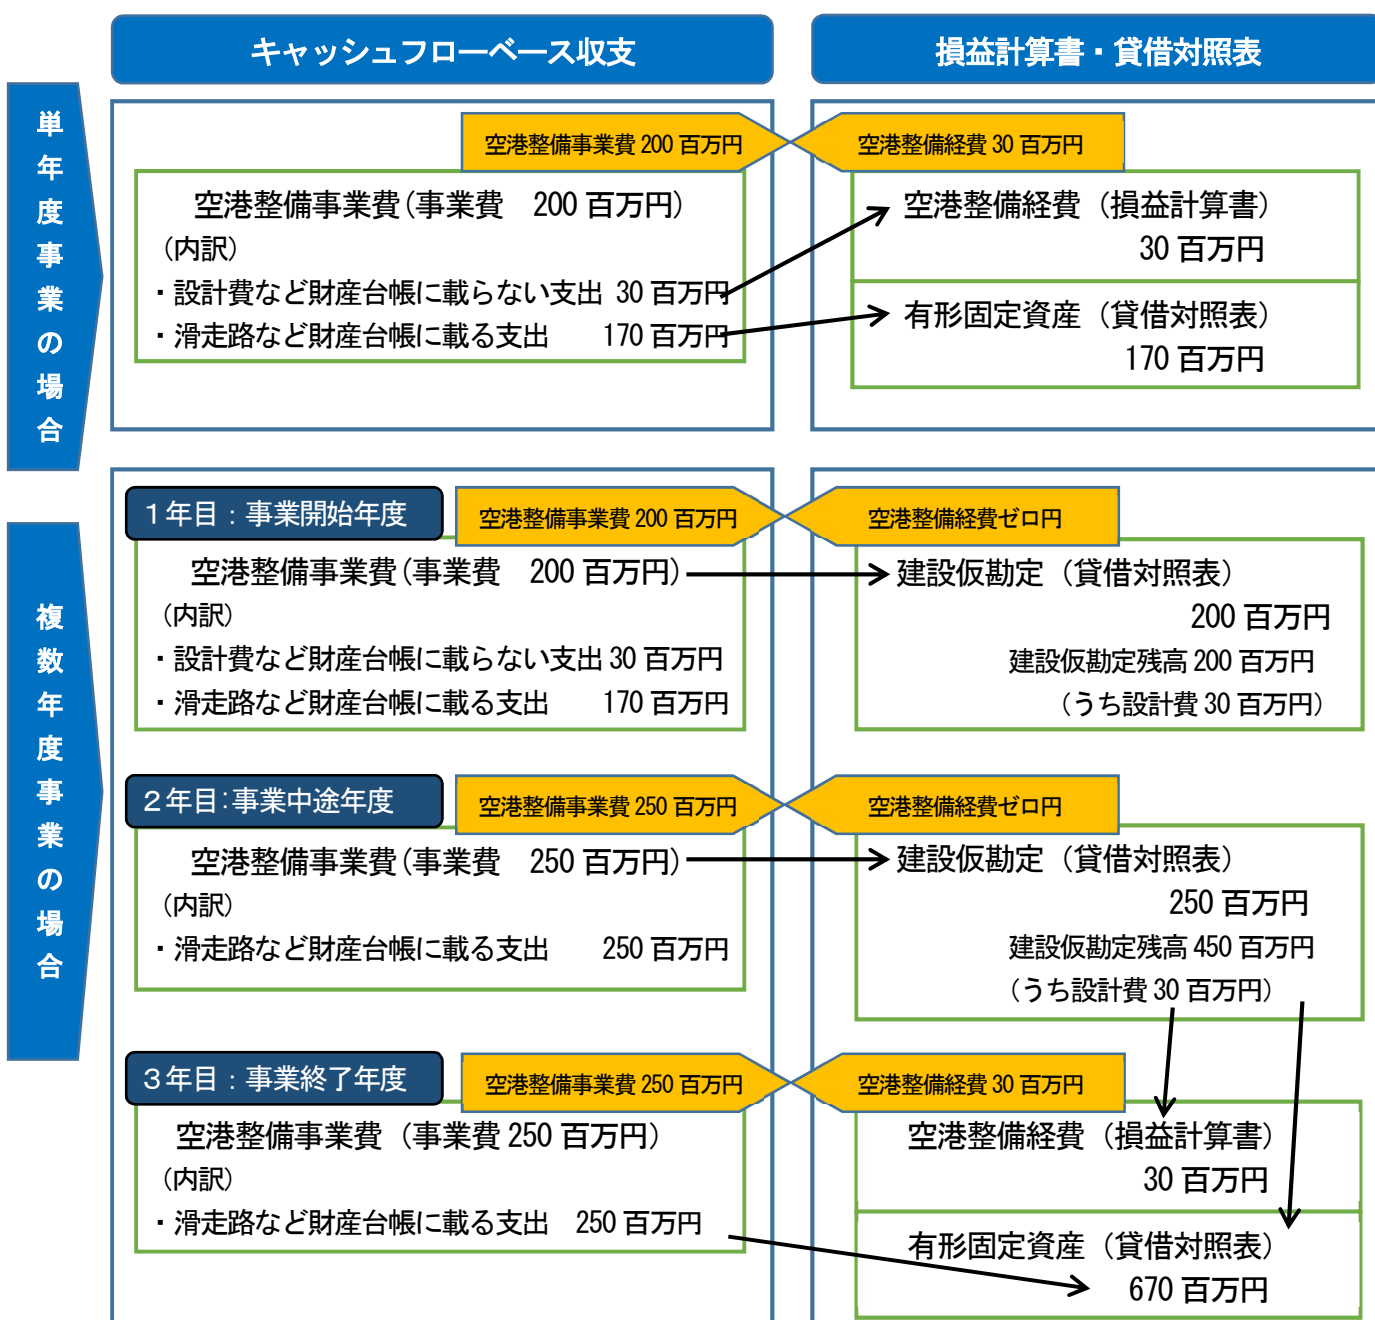 キャッシュフローベース収支
損益計算書・貸借対照表
単年度事業の場合
空港整備事業費 200 百万円
空港整備経費 30 百万円
空港整備事業費(事業費　200 百万円)
(内訳)
・設計費など財産台帳に載らない支出 30 百万円
・滑走路など財産台帳に載る支出　170 百万円
空港整備経費（損益計算書）
30 百万円
有形固定資産（貸借対照表）
170 百万円
複数年度事業の場合
１年目：事業開始年度
空港整備事業費 200 百万円
空港整備経費ゼロ円
空港整備事業費(事業費　200 百万円)
(内訳)
・設計費など財産台帳に載らない支出 30 百万円
・滑走路など財産台帳に載る支出　170 百万円
建設仮勘定（貸借対照表）
200 百万円
建設仮勘定残高 200 百万円
（うち設計費 30 百万円）
２年目：事業中途年度
空港整備事業費 250 百万円
空港整備経費ゼロ円
空港整備事業費(事業費　250 百万円)
(内訳)
・滑走路など財産台帳に載る支出　250 百万円
建設仮勘定（貸借対照表）
250 百万円
建設仮勘定残高 450 百万円
（うち設計費 30 百万円）
３年目：事業終了年度
空港整備事業費 250 百万円
空港整備経費 30 百万円
空港整備事業費（事業費 250 百万円）
(内訳)
・滑走路など財産台帳に載る支出　250 百万円
空港整備経費（損益計算書）
30 百万円
有形固定資産（貸借対照表）
670 百万円